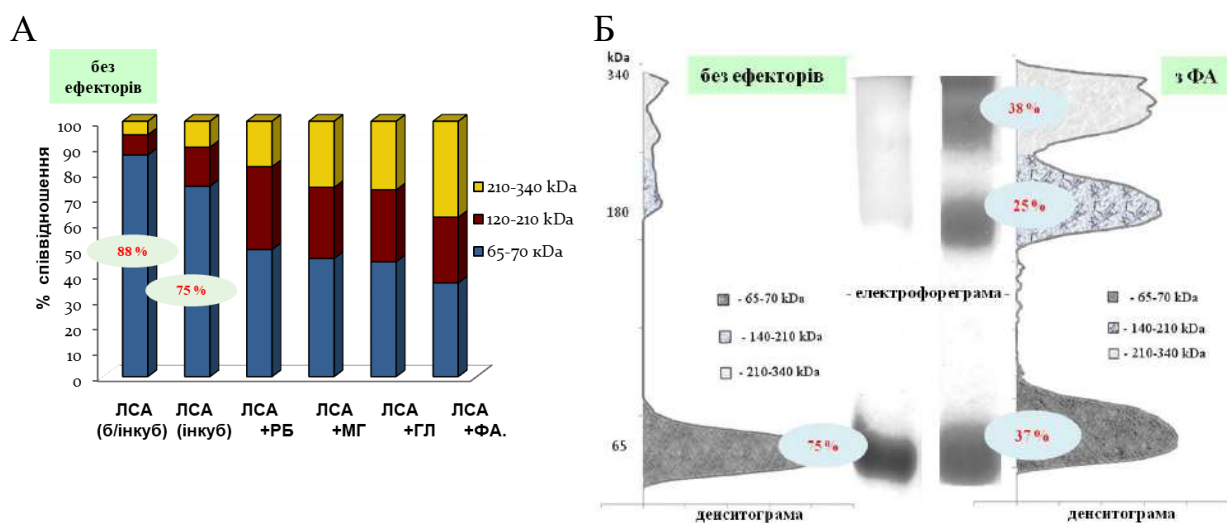 А
без
ефекторів
% співвідношення
100
90
80
70
60
50
40
30
20
10
0
88%
75%
210-340 kDa
120-210 kDa
65-70 кDa
ЛСА
(б/інкуб)
ЛСА
(інкуб)
ЛСА
+РБ
ЛСА
+МГ
ЛСА
+ГЛ
ЛСА
+ФА.
Б
kDa
340
180
65
без ефекторів
з ФА
38%
25%
- електрофореграма -
- 65-70 kDa
- 140-210 kDa
- 210-340 kDa
- 65-70 kDa
- 140-210 kDa
- 210-340 kDa
75%
37%
денситограма
денситограма